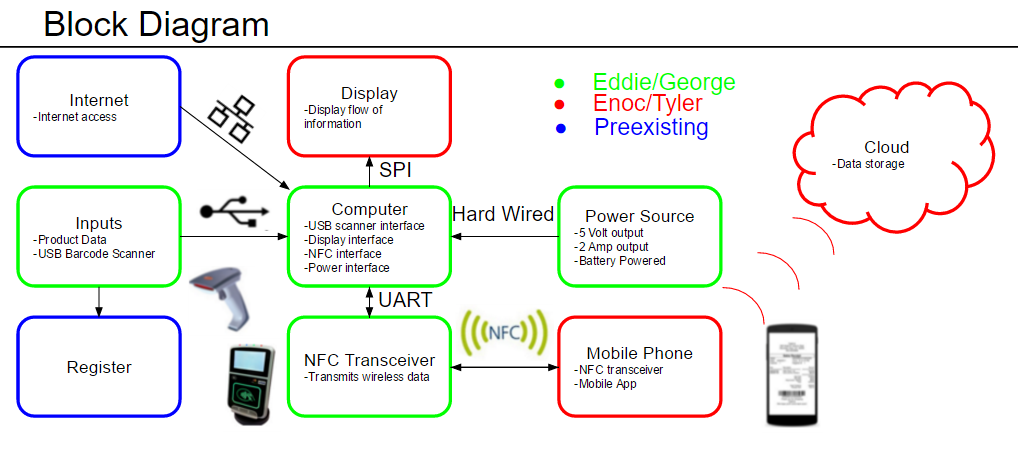 Block Diagram
Internet
-Internet access
Display
-Display flow of
information
Eddie/George
Enoc/Tyler
Preexisting
Cloud
-Data storage
SPI
Inputs
-Product Data
-USB Barcode Scanner
Computer
-USB scanner interface
-Display interface
-NFC interface
-Power interface
Hard Wired
Power Source
-5 Volt output
-2 Amp output
-Battery Powered
UART
Register
NFC Transceiver
-Transmits wireless data
NFC
Mobile Phone
-NFC transceiver
-Mobile App